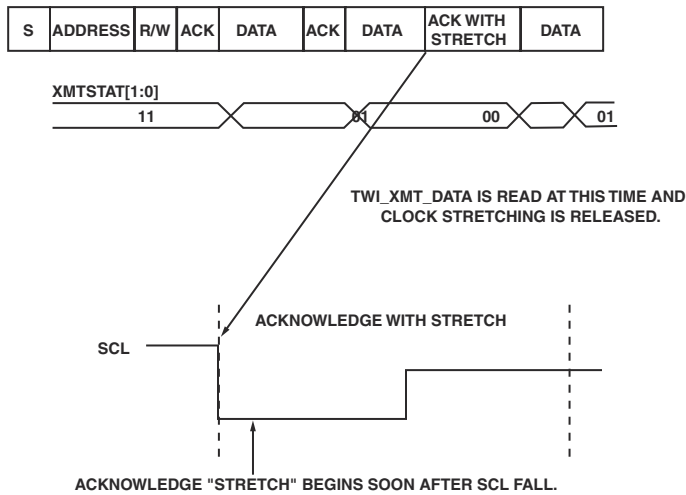 S ADDRESS R/W ACK DATA ACK DATA ACK WITH STRETCH DATA
XMTSTAT[1:0]
11 01 00 01
TWI_XMT_DATA IS READ AT THIS TIME AND
CLOCK STRETCHING IS RELEASED.
ACKNOWLEDGE WITH STRETCH
SCL
ACKNOWLEDGE "STRETCH" BEGINS SOON AFTER SCL FALL.